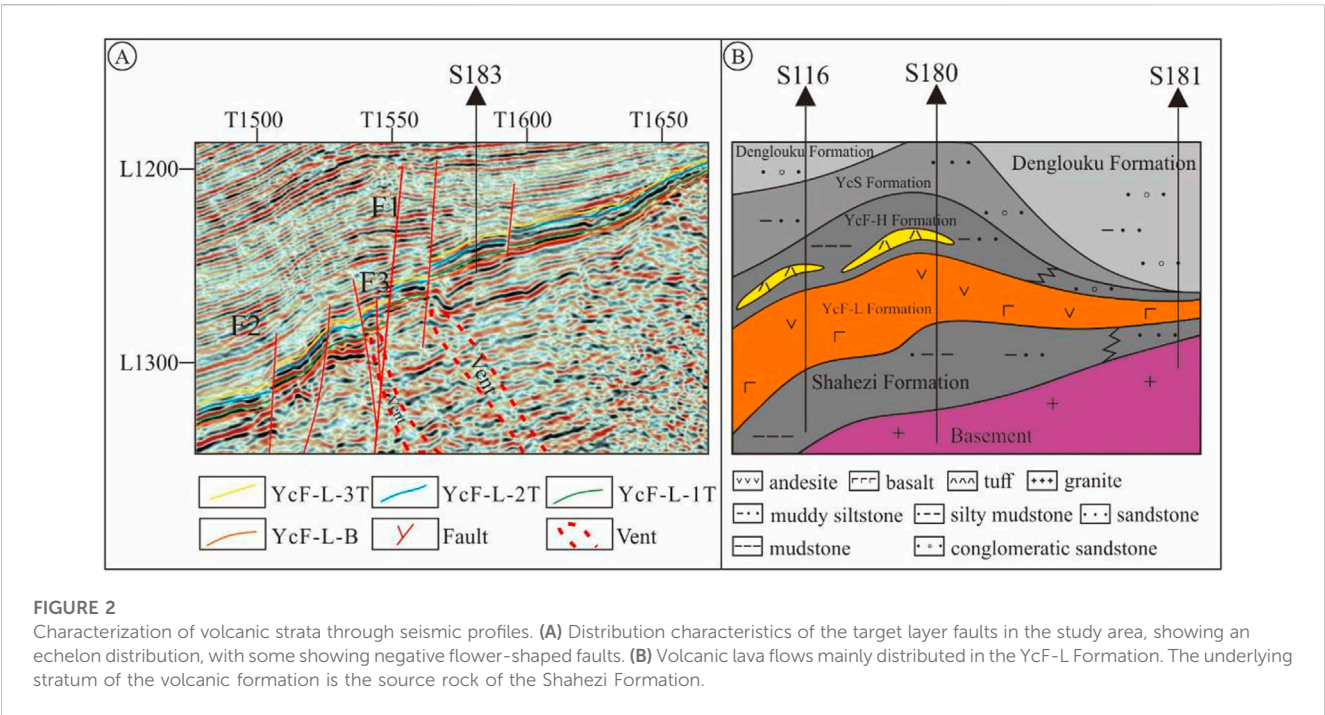 A
S183
T1500 T1550 T1600 T1650
L1200
L1300
F1
F3
F2
Vent
Vent
YcF-L-3T YcF-L-2T YcF-L-1T
YcF-L-B Fault Vent
B
S116 S180 S181
Denglouku Formation
Denglouku Formation
YcS Formation
YcF-H Formation
YcF-L Formation
Shahezi Formation
Basement
andesite basalt tuff granite
muddy siltstone silty mudstone sandstone
mudstone conglomeratic sandstone
FIGURE 2
Characterization of volcanic strata through seismic profiles. (A) Distribution characteristics of the target layer faults in the study area, showing an
echelon distribution, with some showing negative flower-shaped faults. (B) Volcanic lava flows mainly distributed in the YcF-L Formation. The underlying
stratum of the volcanic formation is the source rock of the Shahezi Formation.